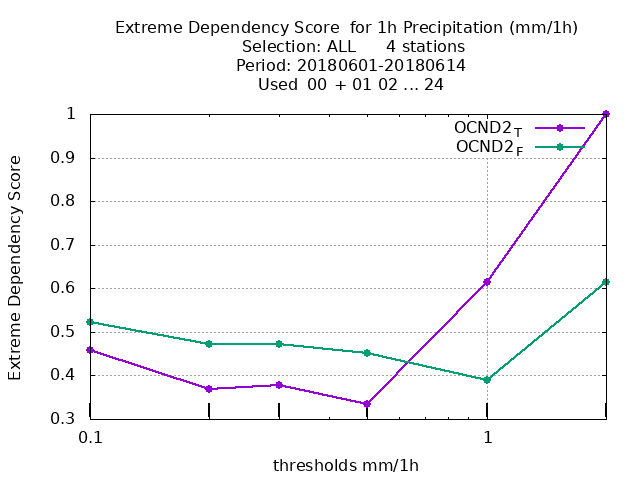 Extreme Dependency Score  for 1h Precipitation (mm/1h)
Selection: ALL      4 stations
Period: 20180601-20180614
Used  00 + 01 02 ... 24
OCND2_T
OCND2_F
1
0.9
0.8
0.7
0.6
0.5
0.4
0.3
Extreme Dependency Score
0.1 1
thresholds mm/1h